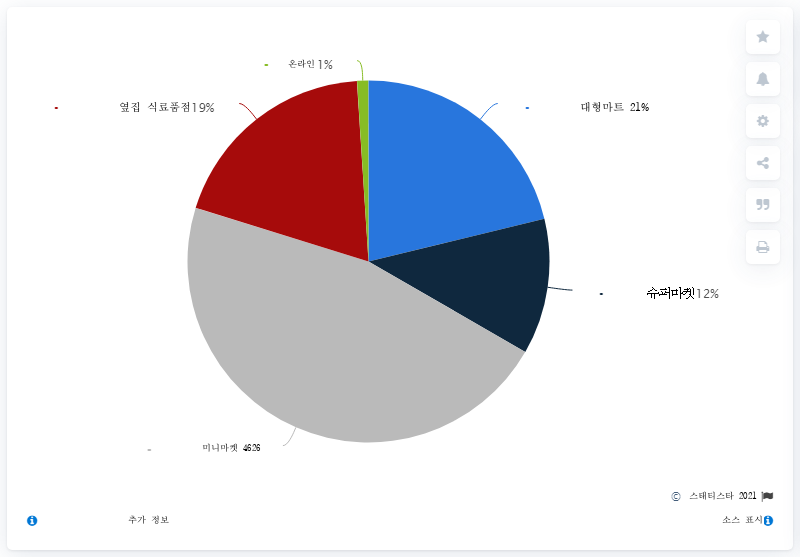 온라인 1%
옆집 식료품점19%
대형마트 21%
슈퍼마켓12%
미니마켓 4626
© 스태티스타 2021
추가 정보
소스 표시